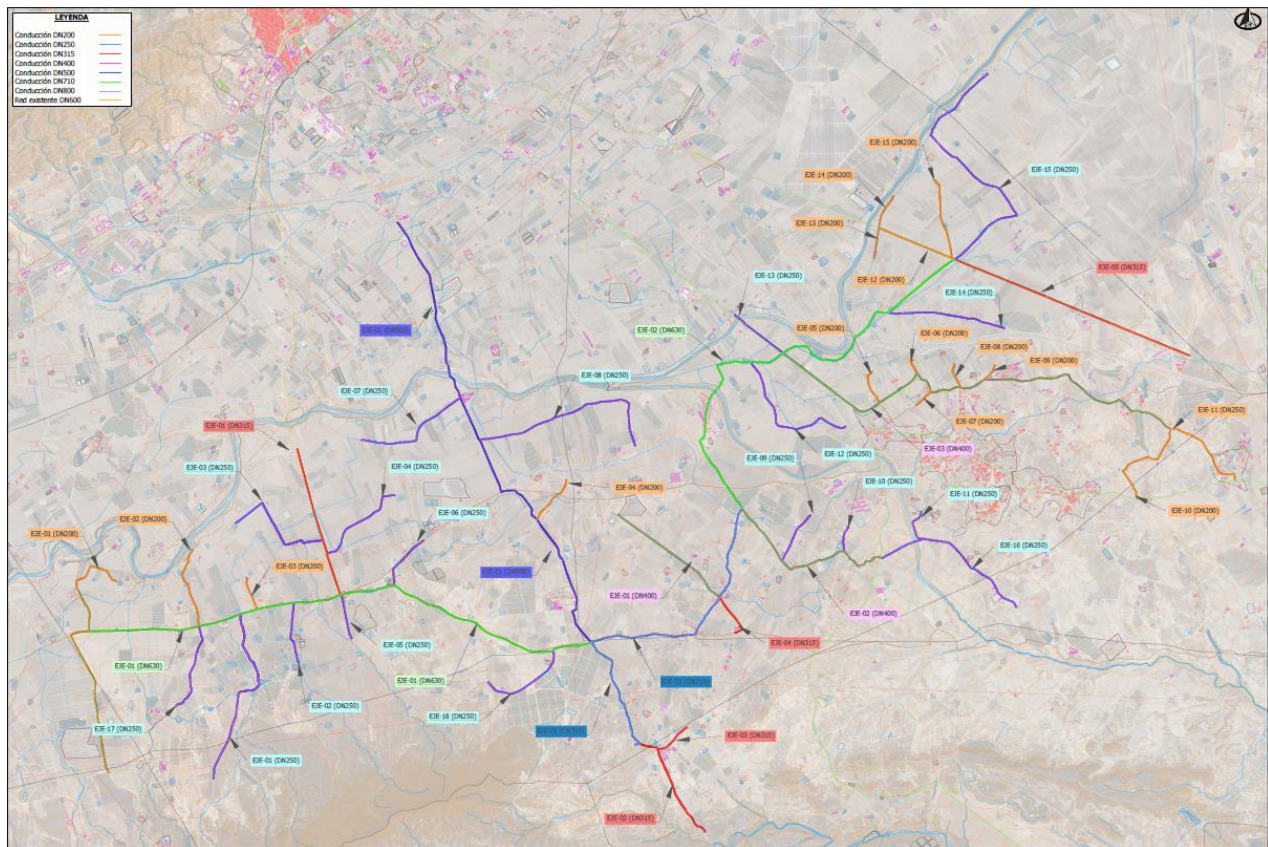 LEYENDA
Conducción DN200
Conducción DN250
Conducción DN315
Conducción DN400
Conducción DN500
Conducción DN710
Conducción DN800
Red existente DN600
EJE-15 (DN200)
EJE-14 (DN200)
EJE-15 (DN250)
EJE-13 (DN200)
EJE-05 (DN315)
EJE-13 (DN250)
EJE-12 (DN200)
EJE-14 (DN250)
EJE-01 (DN500)
EJE-02 (DN630)
EJE-05 (DN200)
EJE-06 (DN200)
EJE-08 (DN200)
EJE-09 (DN200)
EJE-08 (DN250)
EJE-07 (DN250)
EJE-11 (DN250)
EJE-01 (DN315)
EJE-07 (DN200)
EJE-03 (DN400)
EJE-03 (DN250)
EJE-04 (DN250)
EJE-09 (DN250)
EJE-12 (DN250)
EJE-10 (DN250)
EJE-04 (DN200)
EJE-11 (DN250)
EJE-10 (DN200)
EJE-06 (DN250)
EJE-02 (DN200)
EJE-01 (DN200)
EJE-16 (DN250)
EJE-03 (DN200)
EJE-01 (DN400)
EJE-02 (DN400)
EJE-04 (DN315)
EJE-05 (DN250)
EJE-01 (DN630)
EJE-01 (DN630)
EJE-02 (DN250)
EJE-18 (DN250)
EJE-17 (DN250)
EJE-03 (DN315)
EJE-01 (DN250)
EJE-02 (DN315)